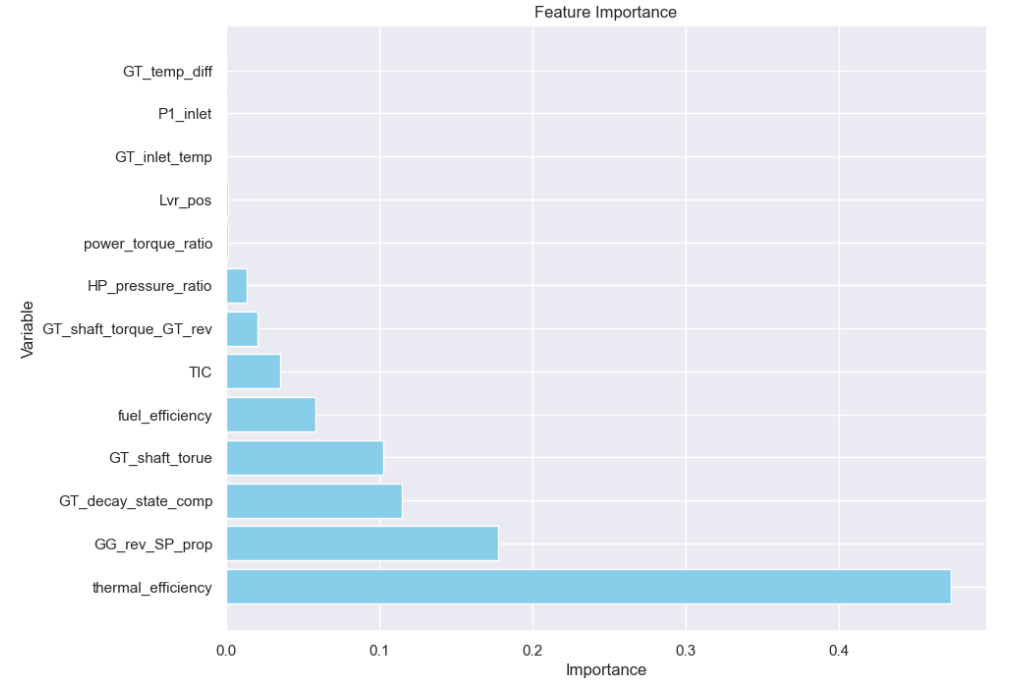 Feature Importance
GT_temp_diff
P1_inlet
GT_inlet_temp
Lvr_pos
power_torque_ratio
HP_pressure_ratio
GT_shaft_torque_GT_rev
TIC
fuel_efficiency
GT_shaft_torue
GT_decay_state_comp
GG_rev_SP_prop
thermal_efficiency
Variable
0.0 0.1 0.2 0.3 0.4
Importance